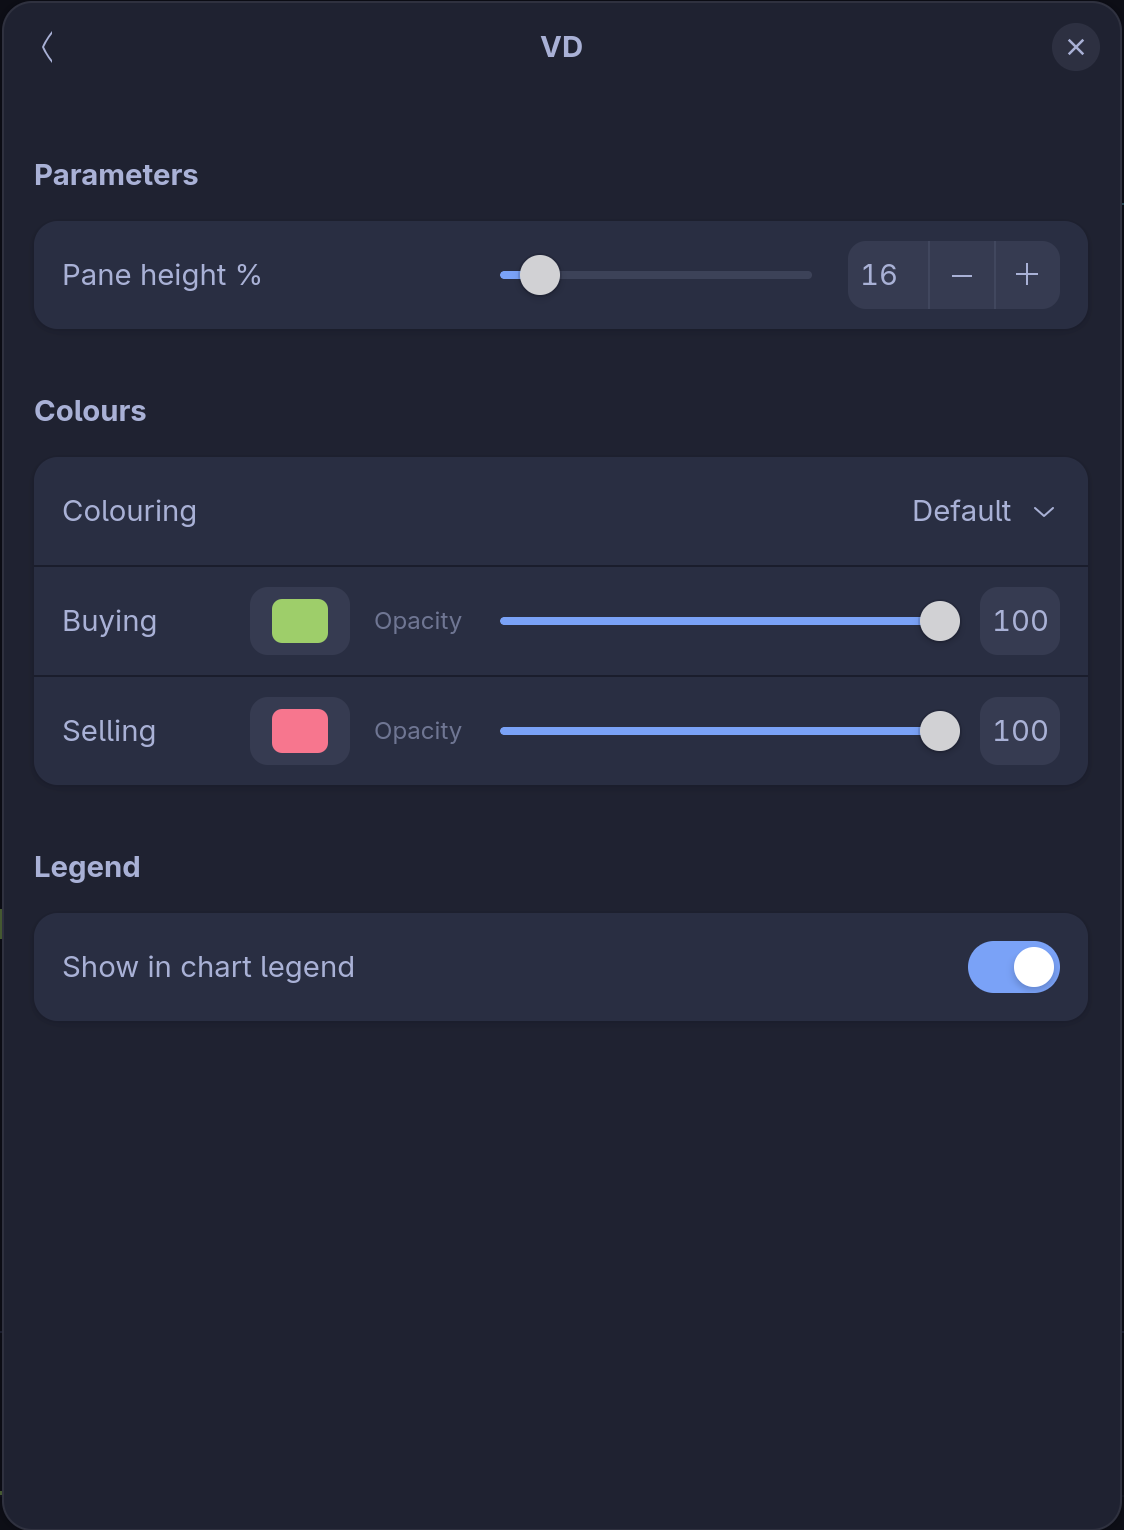 VD
Parameters
Pane height % 16
Colours
Colouring Default
Buying Opacity 100
Selling Opacity 100
Legend
Show in chart legend